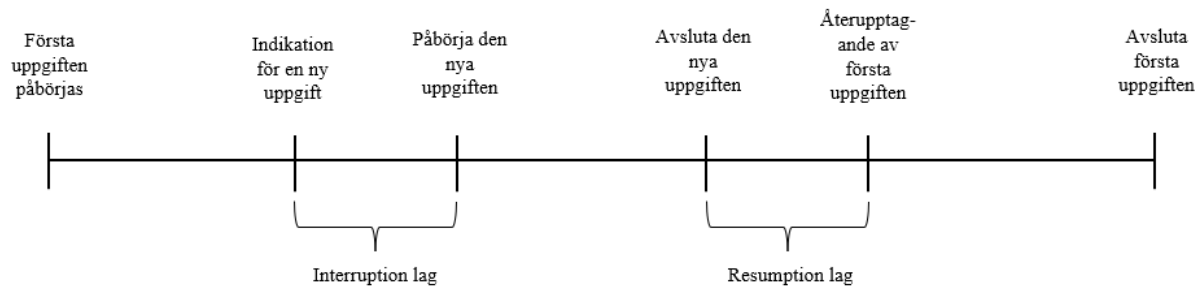 Första
uppgiften
påbörjas
Indikation
för en ny
uppgift
Påbörja den
nya
uppgiften
Avsluta den
nya
uppgiften
Återupptag-
ande av
första
uppgiften
Avsluta
första
uppgiften
Interruption lag
Resumption lag